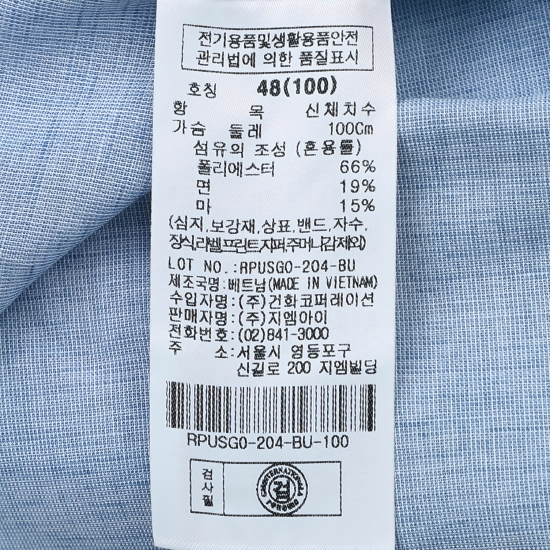 전기용품및생활용품안전
관리법에 의한 품질표시
호칭 48(100)
항 목 신체치수
가슴 둘레 100Cm
섬유의 조성 (혼용률)
폴리에스터 66%
면 19%
마 15%
(심지,보강재,상표,밴드,자수,
장식,라벨,프린트,지퍼,주머니감제외)
LOT NO.:RPUSG0-204-BU
제조국명:베트남(MADE IN VIETNAM)
수입자명:(주)건화코퍼레이션
판매자명:(주)지엠아이
전화번호:(02)841-3000
주 소:서울시 영등포구
신길로 200 지엠빌딩
RPUSG0-204-BU-100
검사필
검